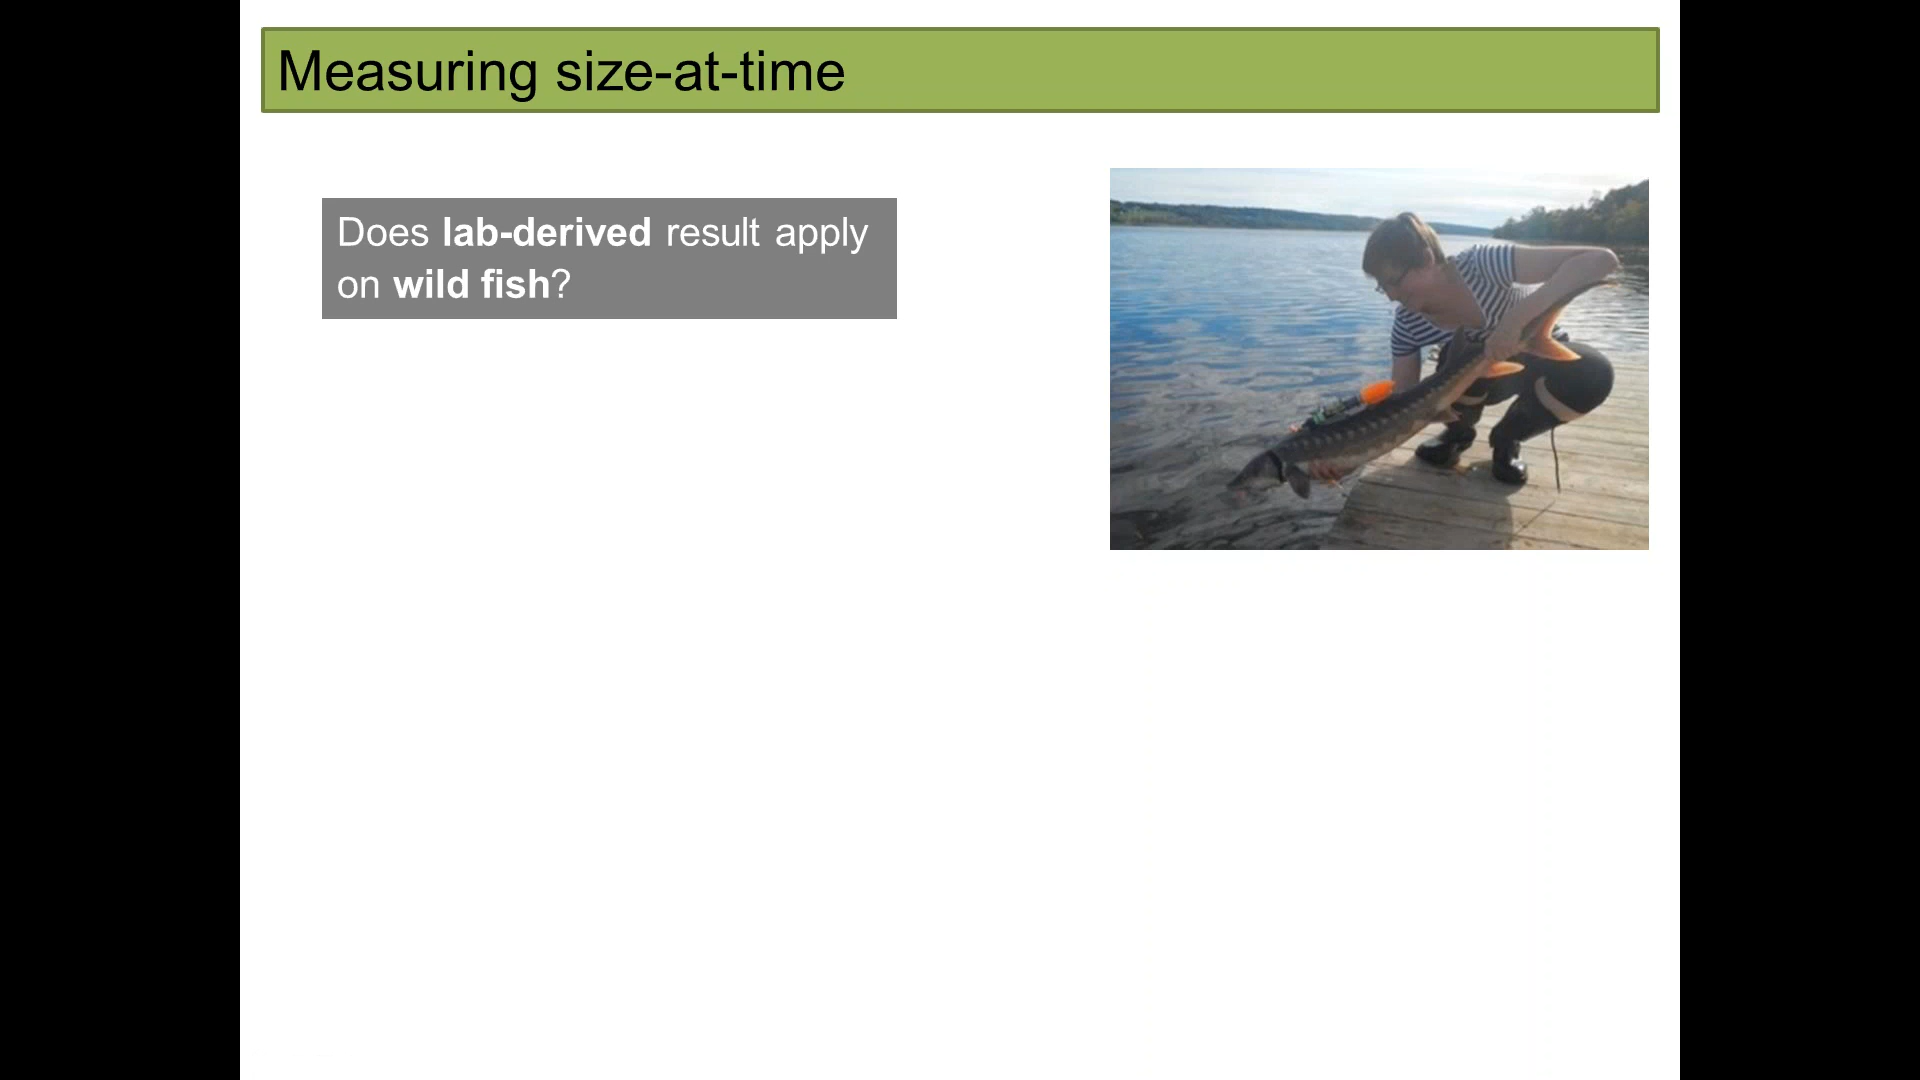 Measuring size-at-time
Does lab-derived result apply
on wild fish?